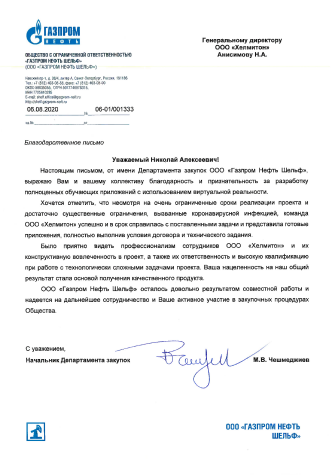 ГАЗПРОМ
НЕФТЬ
ОБЩЕСТВО С ОГРАНИЧЕННОЙ ОТВЕТСТВЕННОСТЬЮ
«ГАЗПРОМ НЕФТЬ ШЕЛЬФ»
(ООО «ГАЗПРОМ НЕФТЬ ШЕЛЬФ»)
Генеральному директору
ООО «Хелмитон»
Анисимову Н.А.
06.08.2020 № 06-01/001333
на № от
Благодарственное письмо
Уважаемый Николай Алексеевич!
Настоящим письмом, от имени Департамента закупок ООО «Газпром Нефть Шельф»,
выражаю Вам и вашему коллективу благодарность и признательность за разработку
полноценных обучающих приложений с использованием виртуальной реальности.
Хочется отметить, что несмотря на очень ограниченные сроки реализации проекта и
достаточно существенные ограничения, вызванные коронавирусной инфекцией, команда
ООО «Хелмитон» успешно и в срок справилась с поставленными задачами и представила готовые
приложения, полностью выполнив условия договора и технического задания.
Было приятно видеть профессионализм сотрудников ООО «Хелмитон» и их
конструктивную вовлеченность в проект, а также их ответственность и высокую квалификацию
при работе с технологически сложными задачами проекта. Ваша нацеленность на наш общий
результат стала основой получения качественного продукта.
ООО «Газпром Нефть Шельф» осталось довольно результатом совместной работы и
надеется на дальнейшее сотрудничество и Ваше активное участие в закупочных процедурах
Общества.
С уважением,
Начальник Департамента закупок М.В. Чешмеджиев
ООО «ГАЗПРОМ НЕФТЬ
ШЕЛЬФ»